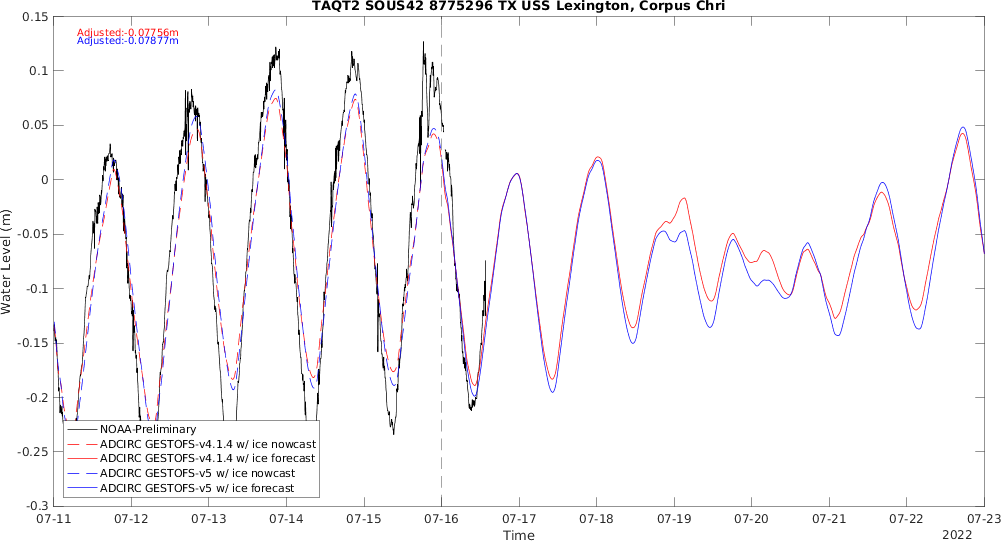 TAQT2 SOUS42 8775296 TX USS Lexington, Corpus Chri
Adjusted:-0.07756m
Adjusted:-0.07877m
0.15
0.1
0.05
0
-0.05
-0.1
-0.15
-0.2
-0.25
-0.3
Water Level (m)
NOAA-Preliminary
ADCIRC GESTOFS-v4.1.4 w/ ice nowcast
ADCIRC GESTOFS-v4.1.4 w/ ice forecast
ADCIRC GESTOFS-v5 w/ ice nowcast
ADCIRC GESTOFS-v5 w/ ice forecast
07-11 07-12 07-13 07-14 07-15 07-16 07-17 07-18 07-19 07-20 07-21 07-22 07-23
Time
2022